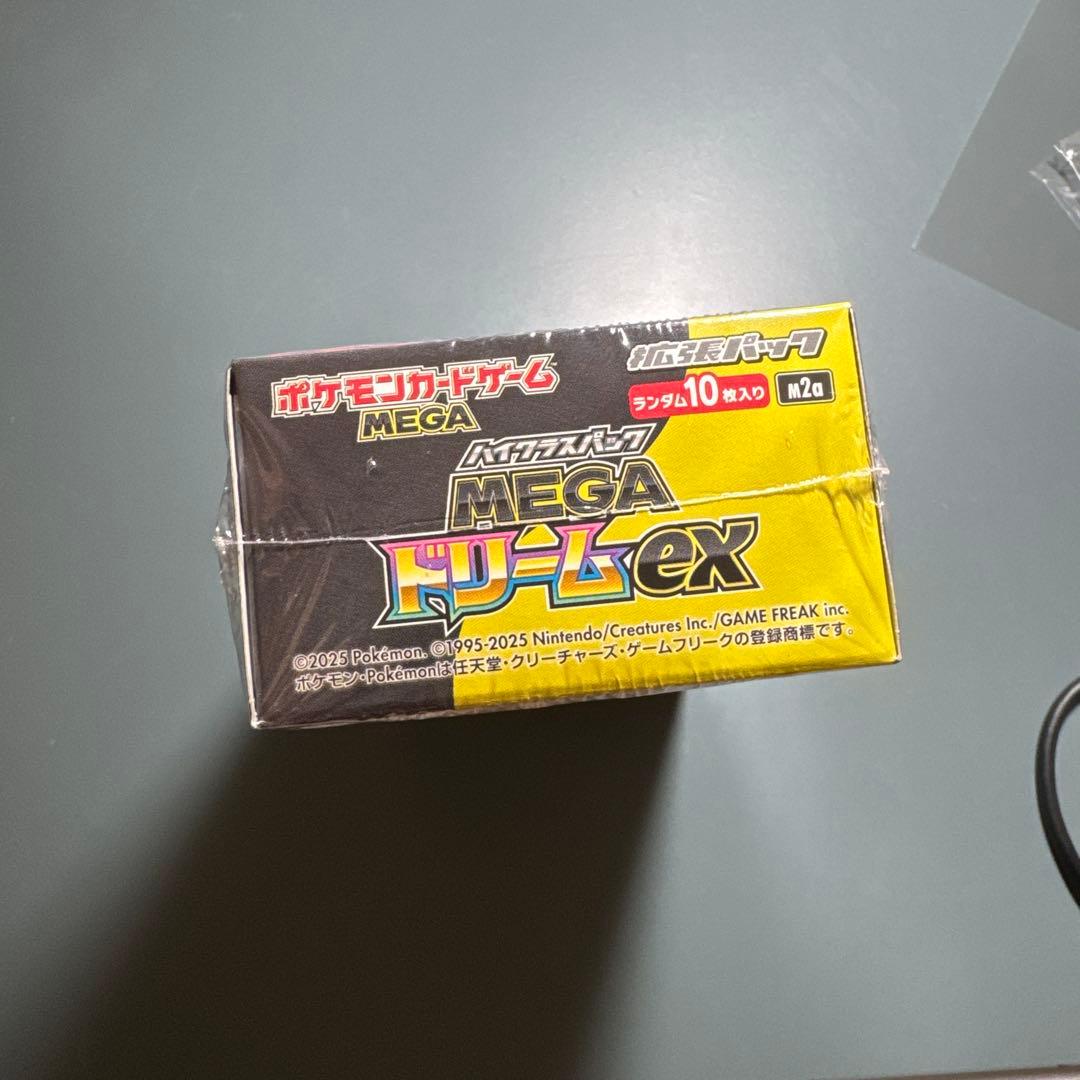 ポケモンカードゲーム
MEGA
拡張パック
ランダム10枚入り
M2a
ハイクラスパック
MEGA
ドリームex
©2025 Pokémon. ©1995-2025 Nintendo/Creatures Inc./GAME FREAK inc.
ポケモン・Pokémonは任天堂・クリーチャーズ・ゲームフリークの登録商標です。